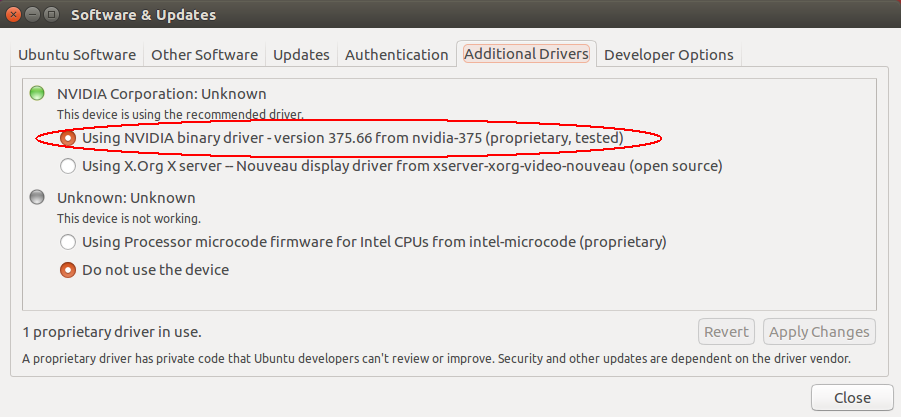 Software & Updates
Ubuntu Software Other Software Updates Authentication Additional Drivers Developer Options
NVIDIA Corporation: Unknown
This device is using the recommended driver.
Using NVIDIA binary driver - version 375.66 from nvidia-375 (proprietary, tested)
Using X.Org X server – Nouveau display driver from xserver-xorg-video-nouveau (open source)
Unknown: Unknown
This device is not working.
Using Processor microcode firmware for Intel CPUs from intel-microcode (proprietary)
Do not use the device
1 proprietary driver in use.
Revert Apply Changes
A proprietary driver has private code that Ubuntu developers can't review or improve. Security and other updates are dependent on the driver vendor.
Close